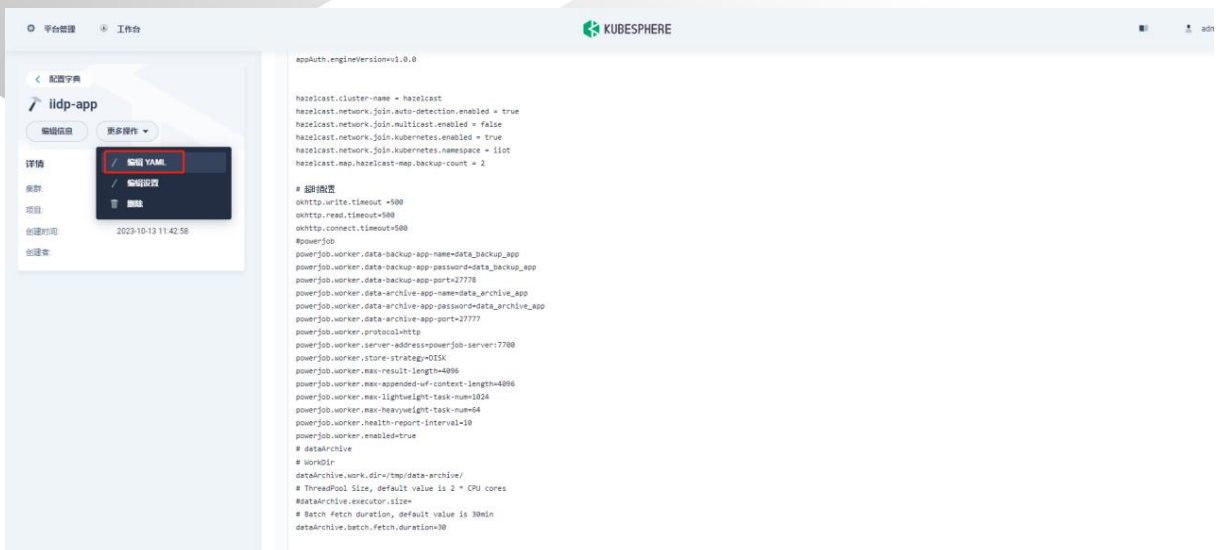 平台管理
工作台
KUBESPHERE
配置字典
iidp-app
编辑信息
更多操作
详情
编辑 YAML
编辑设置
删除
集群:
项目:
创建时间: 2023-10-13 11:42:58
创建者:
appAuth.engineVersion=v1.0.0
hazelcast.cluster-name = hazelcast
hazelcast.network.join.auto-detection.enabled = true
hazelcast.network.join.multicast.enabled = false
hazelcast.network.join.kubernetes.enabled = true
hazelcast.network.join.kubernetes.namespace = iiot
hazelcast.map.hazelcast-map.backup-count = 2
# 超时配置
okhttp.write.timeout =500
okhttp.read.timeout=500
okhttp.connect.timeout=500
#powerjob
powerjob.worker.data-backup-app-name=data_backup_app
powerjob.worker.data-backup-app-password=data_backup_app
powerjob.worker.data-backup-app-port=27778
powerjob.worker.data-archive-app-name=data_archive_app
powerjob.worker.data-archive-app-password=data_archive_app
powerjob.worker.data-archive-app-port=27777
powerjob.worker.protocol=http
powerjob.worker.server-address=powerjob-server:7700
powerjob.worker.store-strategy=DISK
powerjob.worker.max-result-length=4096
powerjob.worker.max-appended-wf-context-length=4096
powerjob.worker.max-lightweight-task-num=1024
powerjob.worker.max-heavyweight-task-num=64
powerjob.worker.health-report-interval=10
powerjob.worker.enabled=true
# dataArchive
# WorkDir
dataArchive.work.dir=/tmp/data-archive/
# ThreadPool Size, default value is 2 * CPU cores
#dataArchive.executor.size=
# Batch fetch duration, default value is 30min
dataArchive.batch.fetch.duration=30